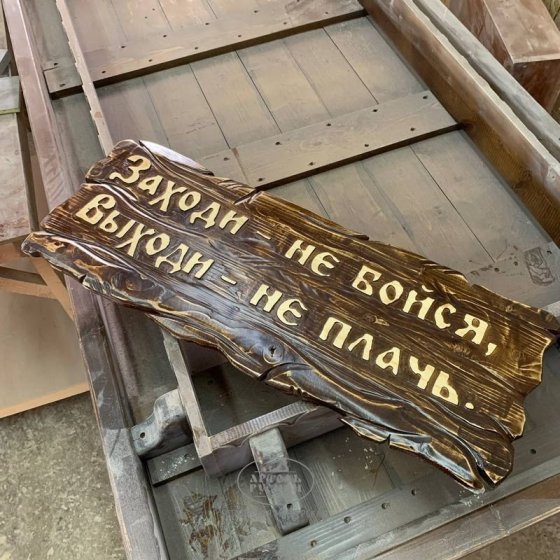 Заходи - не бойся,
Выходи - не плачь.